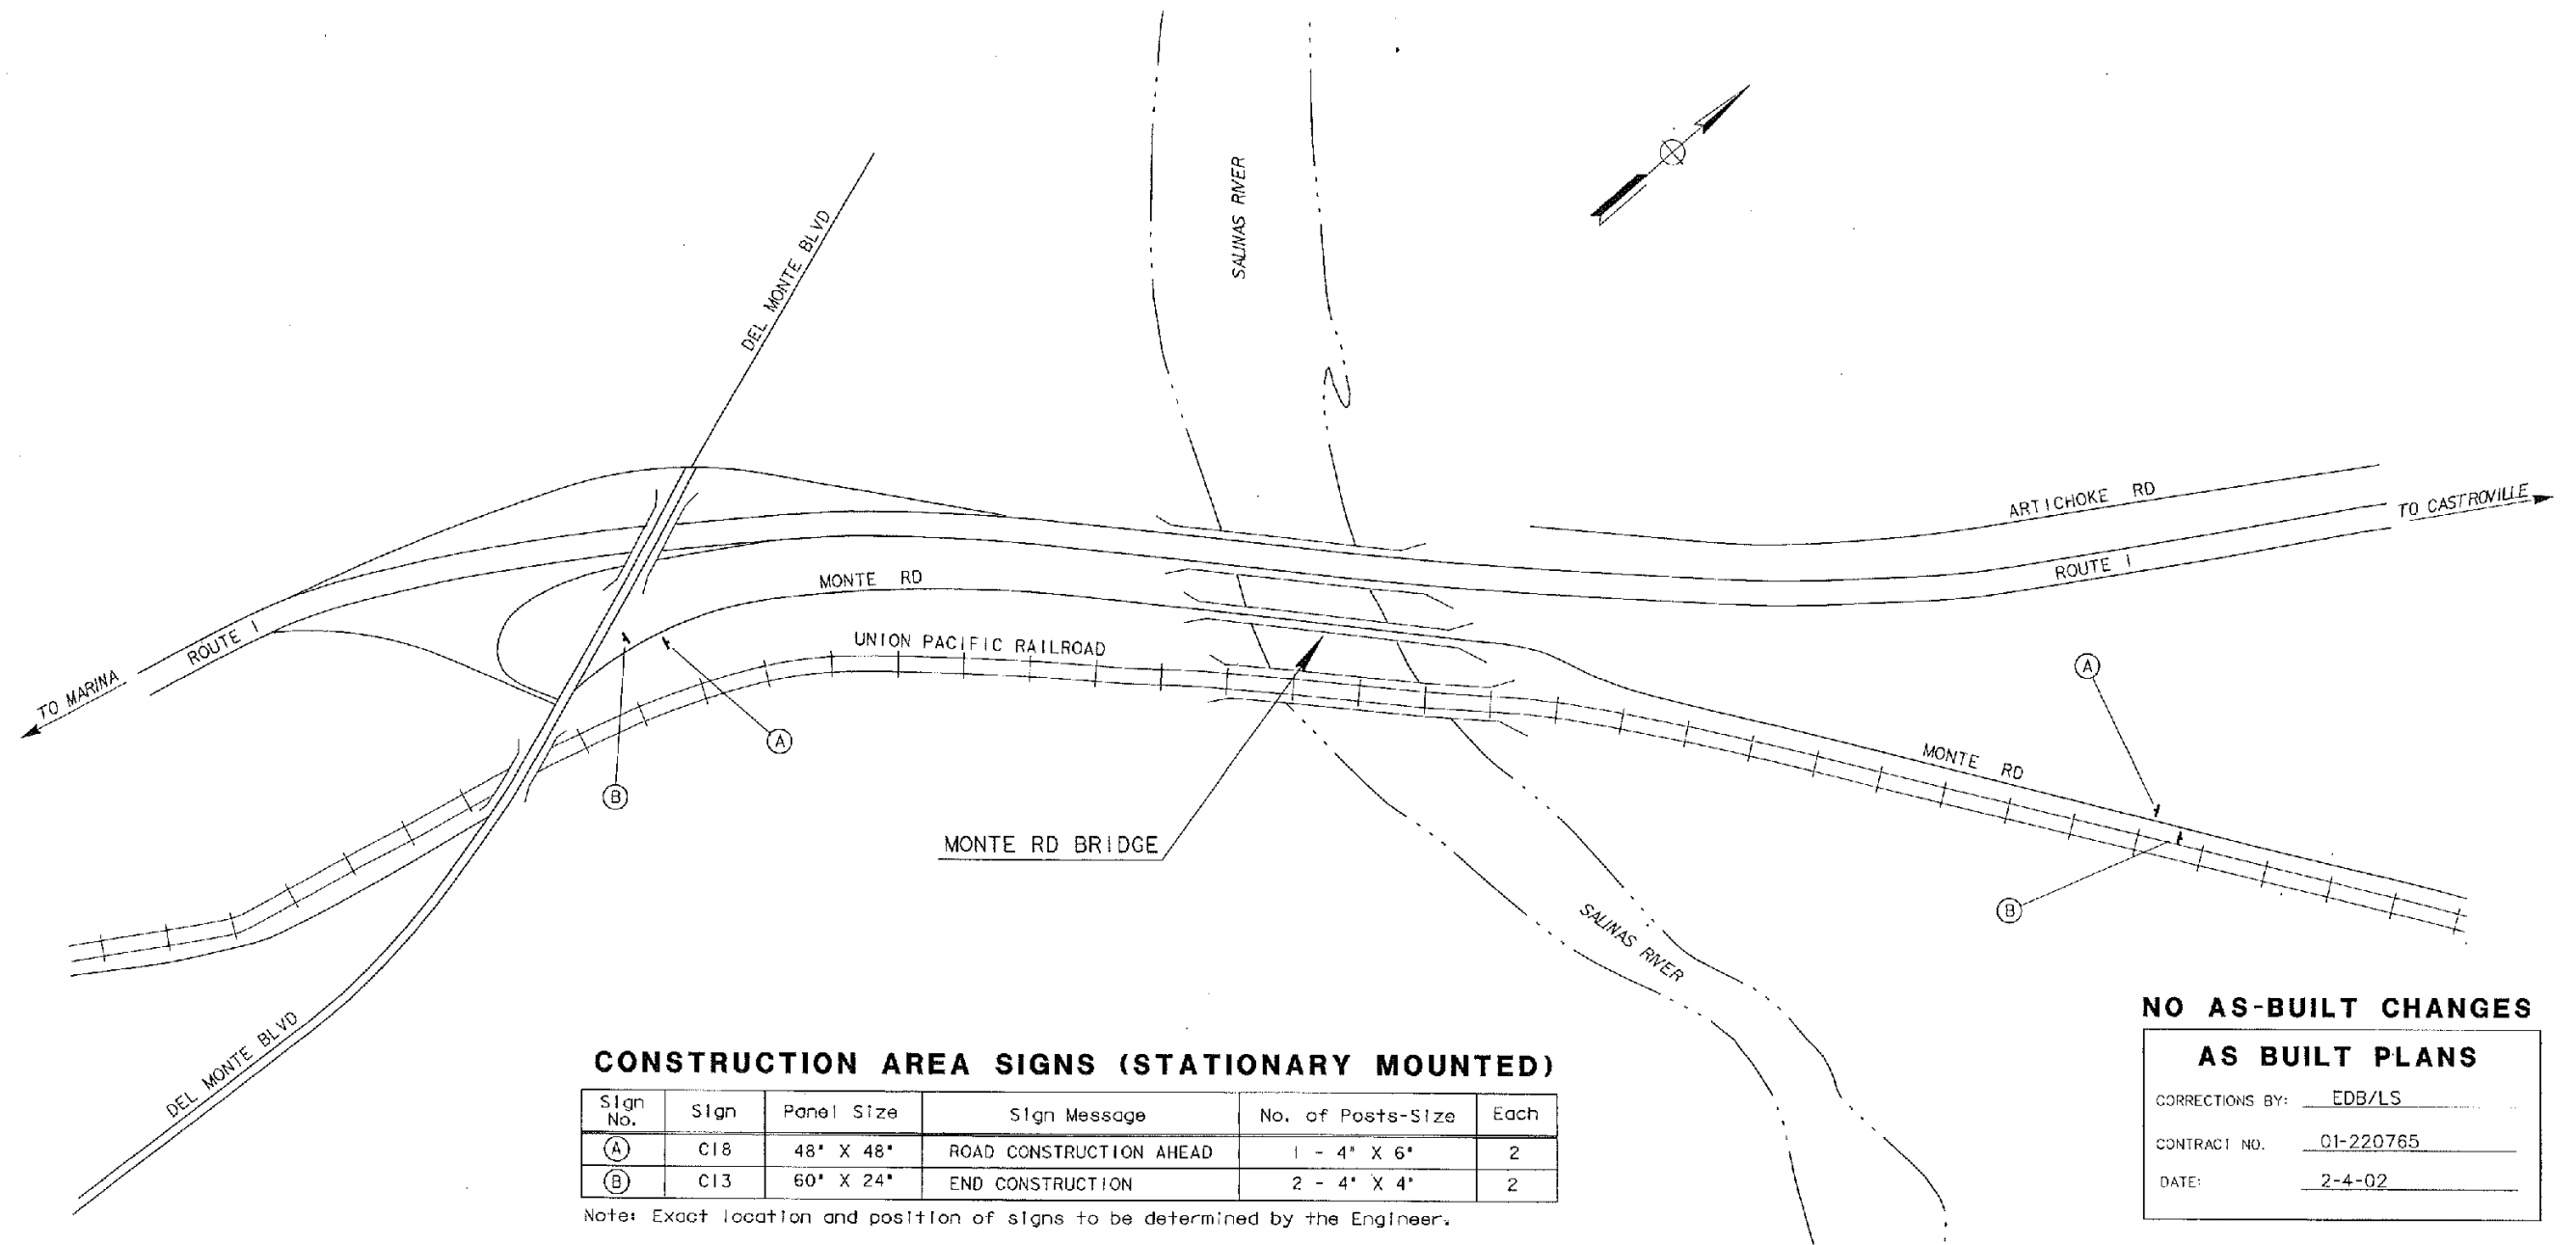 SALINAS RIVER
DEL MONTE BLVD
ARTICHOKE RD
TO CASTROVILLE
ROUTE 1
MONTE RD
UNION PACIFIC RAILROAD
ROUTE 1
TO MARINA
A
A
B
MONTE RD
MONTE RD BRIDGE
B
SALINAS RIVER
DEL MONTE BLVD
CONSTRUCTION AREA SIGNS (STATIONARY MOUNTED)
Sign No. Sign Panel Size Sign Message No. of Posts-Size Each
A C18 48" X 48" ROAD CONSTRUCTION AHEAD 1 - 4" X 6" 2
B C13 60" X 24" END CONSTRUCTION 2 - 4" X 4" 2
Note: Exact location and position of signs to be determined by the Engineer.
NO AS-BUILT CHANGES
AS BUILT PLANS
CORRECTIONS BY: EDB/LS
CONTRACT NO. 01-220765
DATE: 2-4-02